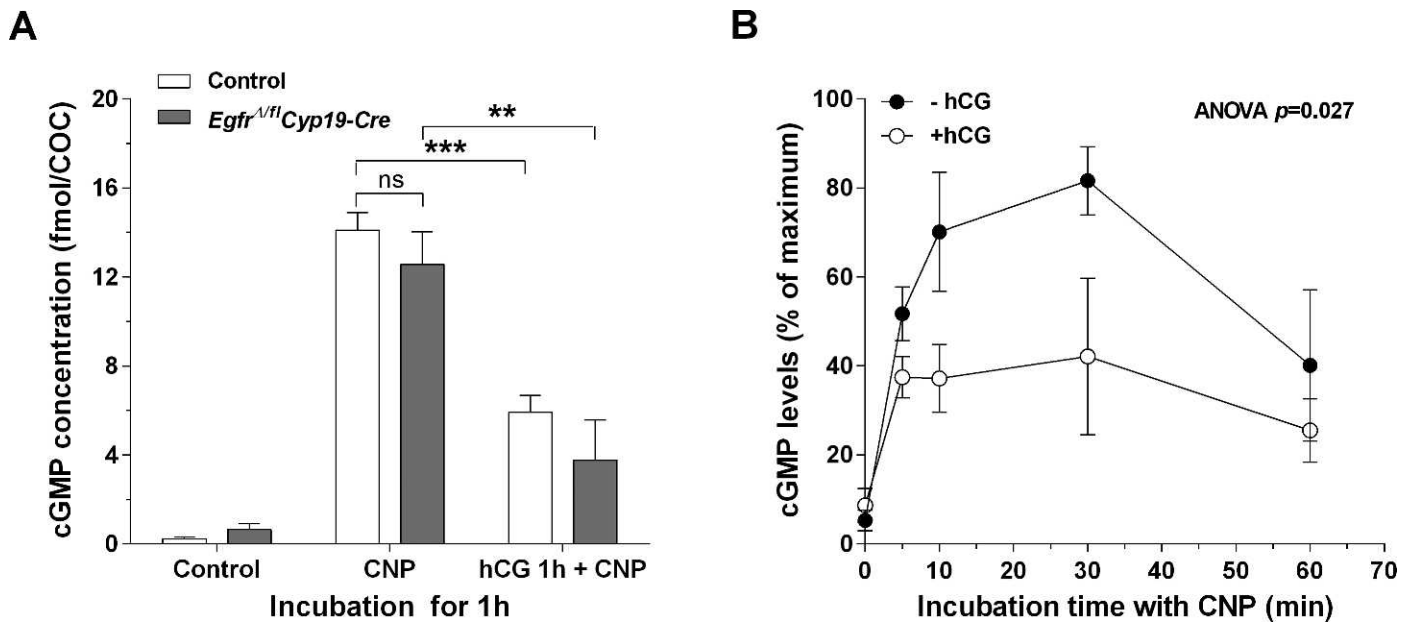 A
Control
Egfr^Δ/fl Cyp19-Cre
cGMP concentration (fmol/COC)
20
16
12
8
4
0
**
***
ns
Control CNP hCG 1h + CNP
Incubation for 1h
B
- hCG
+hCG
ANOVA p=0.027
cGMP levels (% of maximum)
100
80
60
40
20
0
0 10 20 30 40 50 60 70
Incubation time with CNP (min)